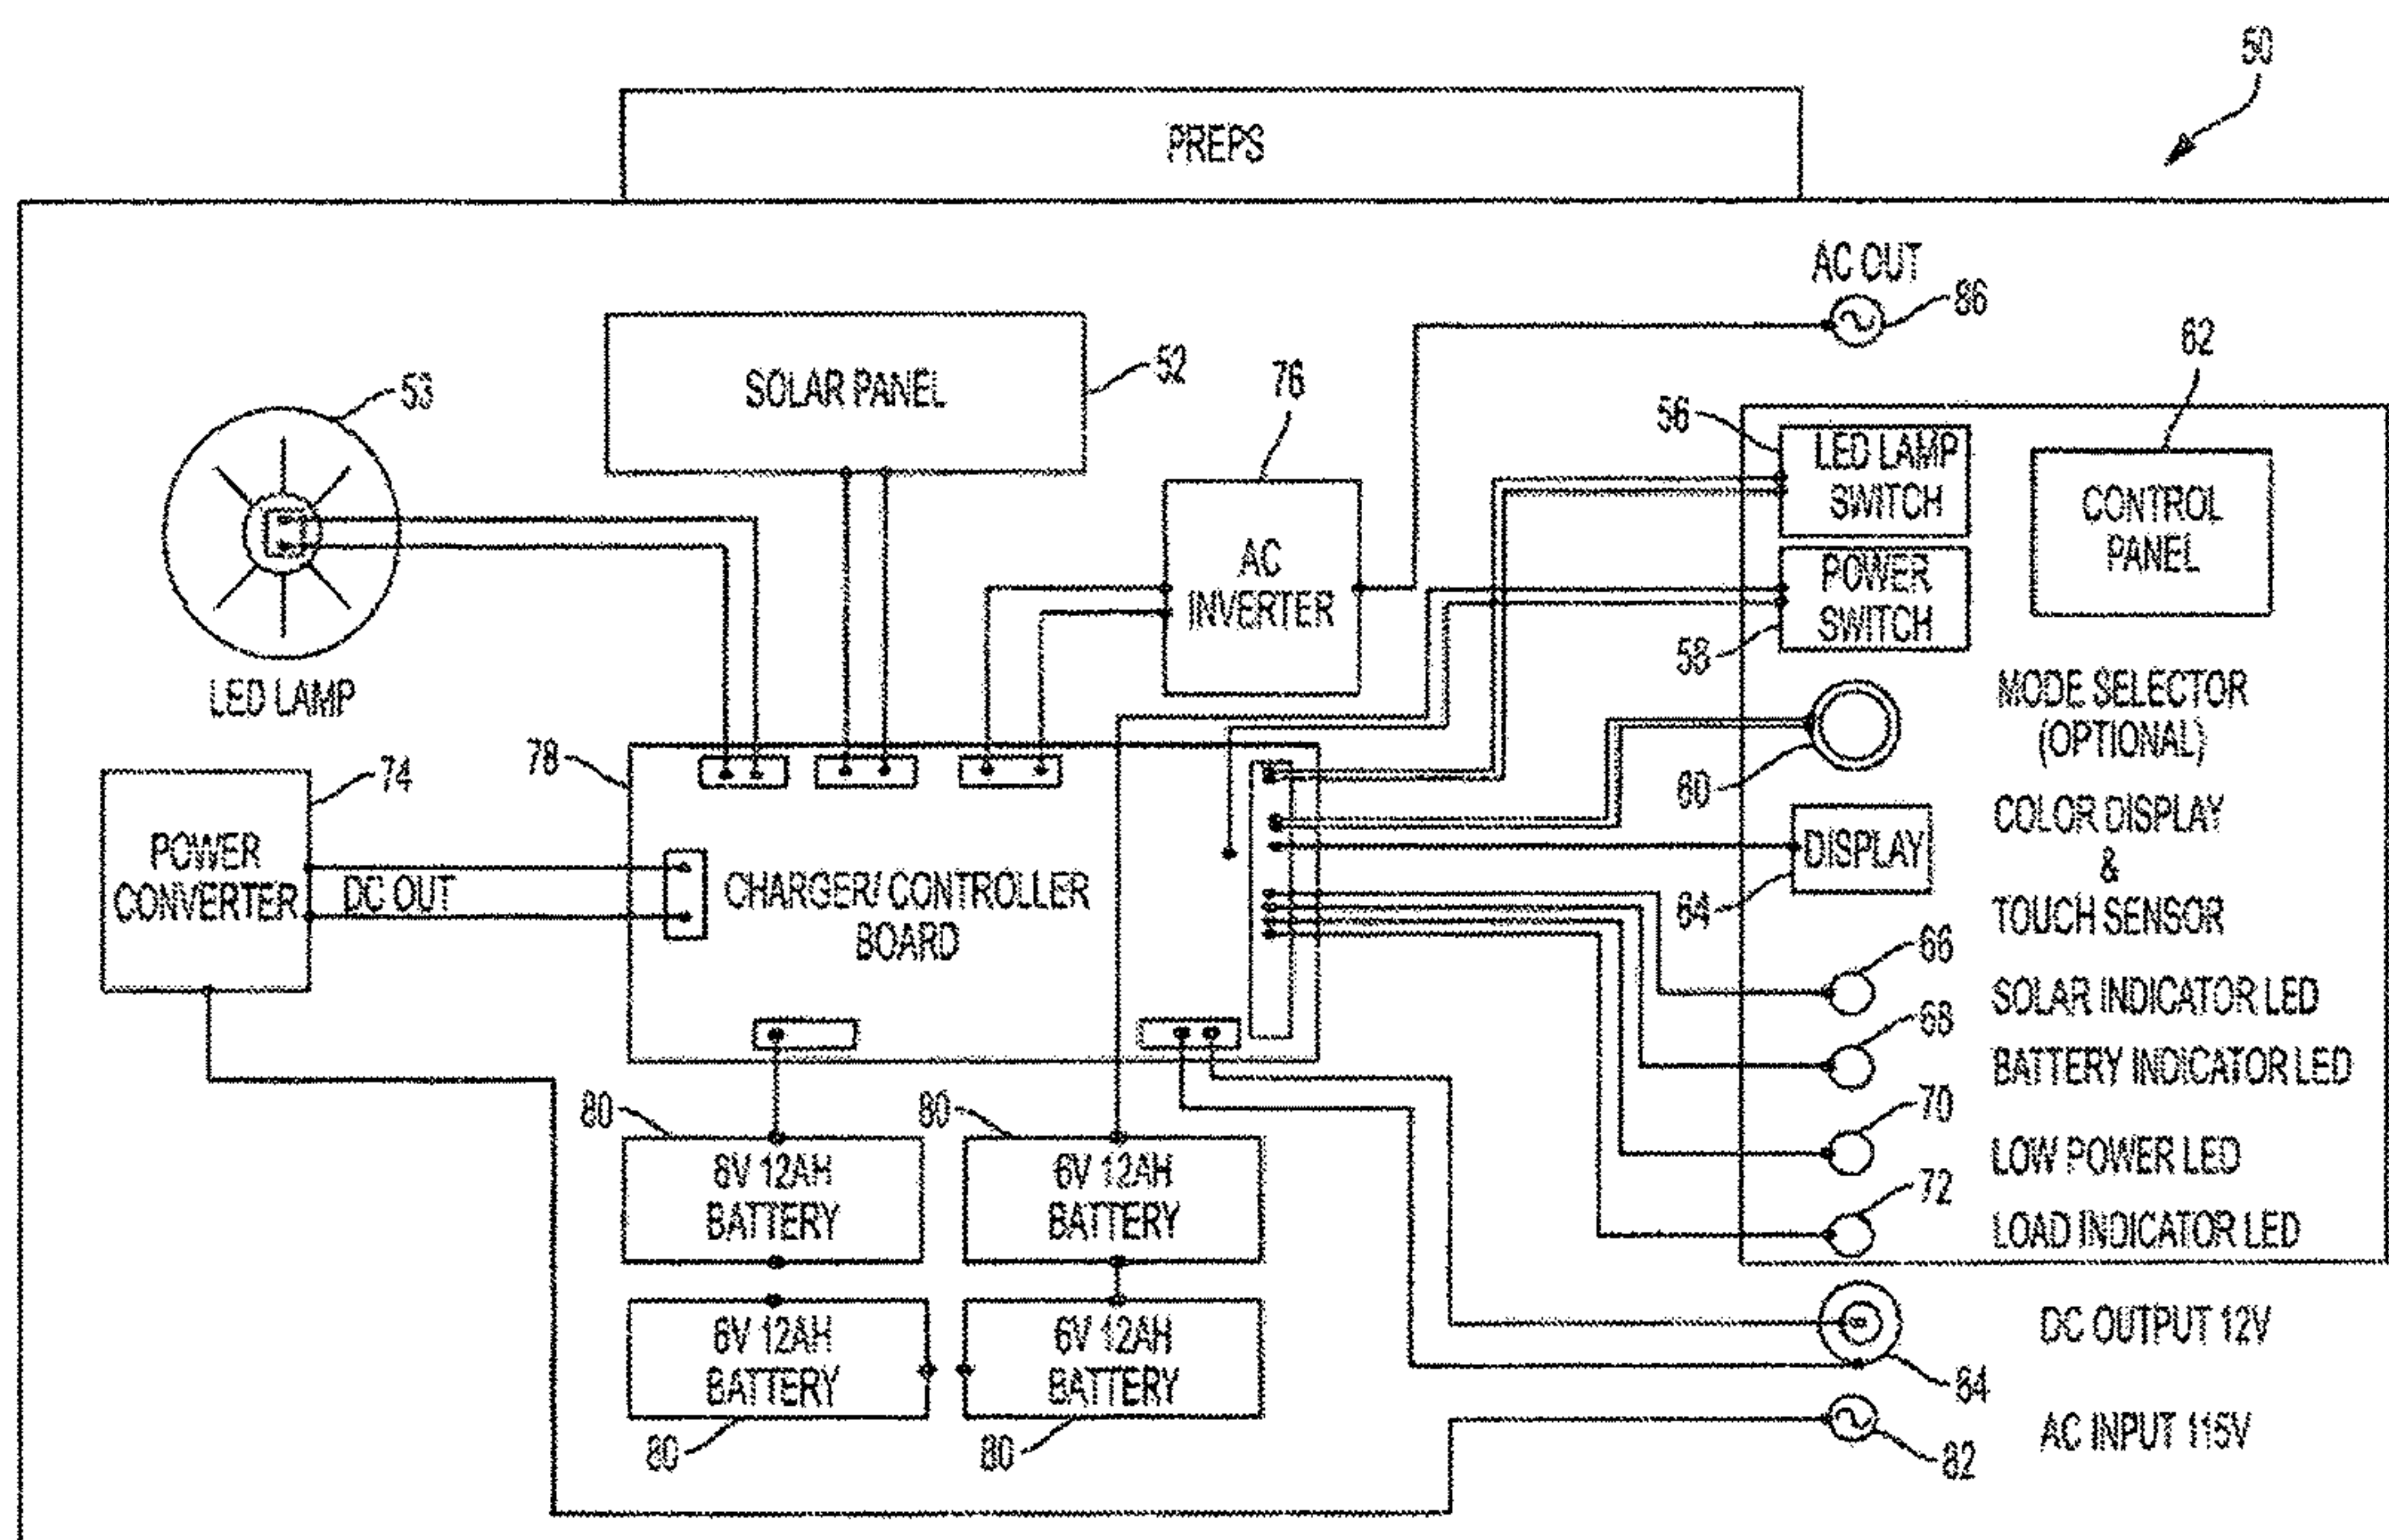 50
PREPS
AC OUT
86
62
SOLAR PANEL
52
76
53
56
LED LAMP
SWITCH
CONTROL
PANEL
AC
INVERTER
POWER
SWITCH
58
LED LAMP
MODE SELECTOR
(OPTIONAL)
60
78
74
POWER
CONVERTER
DC OUT
CHARGER/ CONTROLLER
BOARD
DISPLAY
64
COLOR DISPLAY
&
TOUCH SENSOR
66
SOLAR INDICATOR LED
68
BATTERY INDICATOR LED
70
LOW POWER LED
72
LOAD INDICATOR LED
80
6V 12AH
BATTERY
80
6V 12AH
BATTERY
6V 12AH
BATTERY
80
6V 12AH
BATTERY
80
DC OUTPUT 12V
84
AC INPUT 115V
82